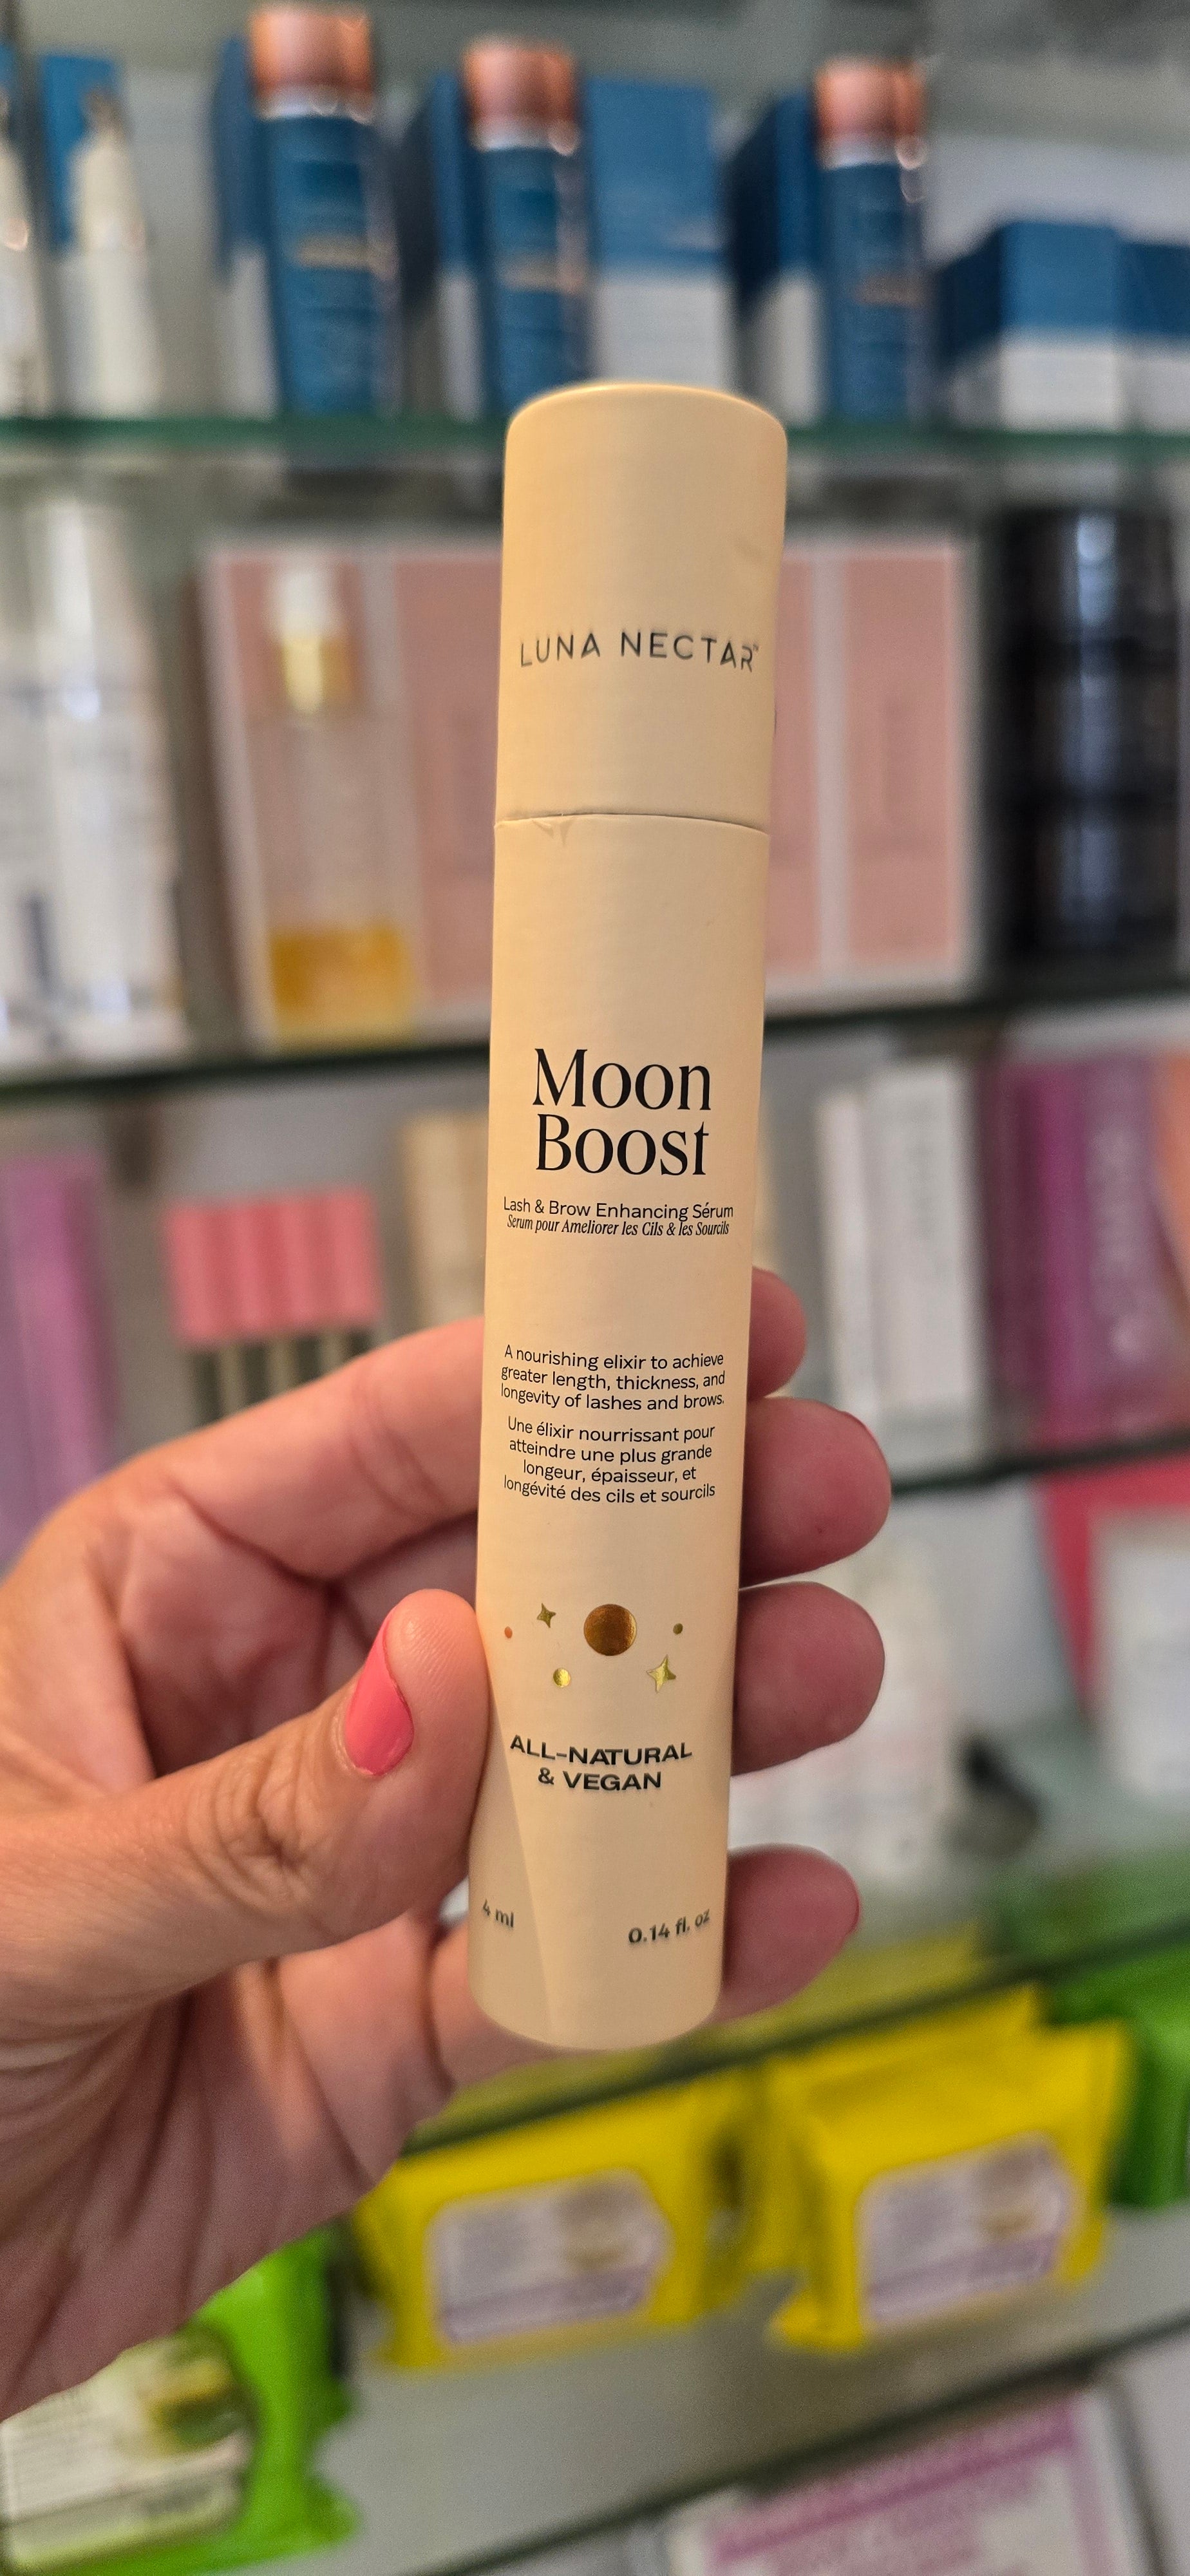 LUNA NECTAR™
Moon
Boost
Lash & Brow Enhancing Sérum
Serum pour Ameliorer les Cils & les Sourcils
A nourishing elixir to achieve
greater length, thickness, and
longevity of lashes and brows.
Une élixir nourrissant pour
atteindre une plus grande
longeur, épaisseur, et
longévité des cils et sourcils
ALL-NATURAL
& VEGAN
4 ml 0.14 fl. oz